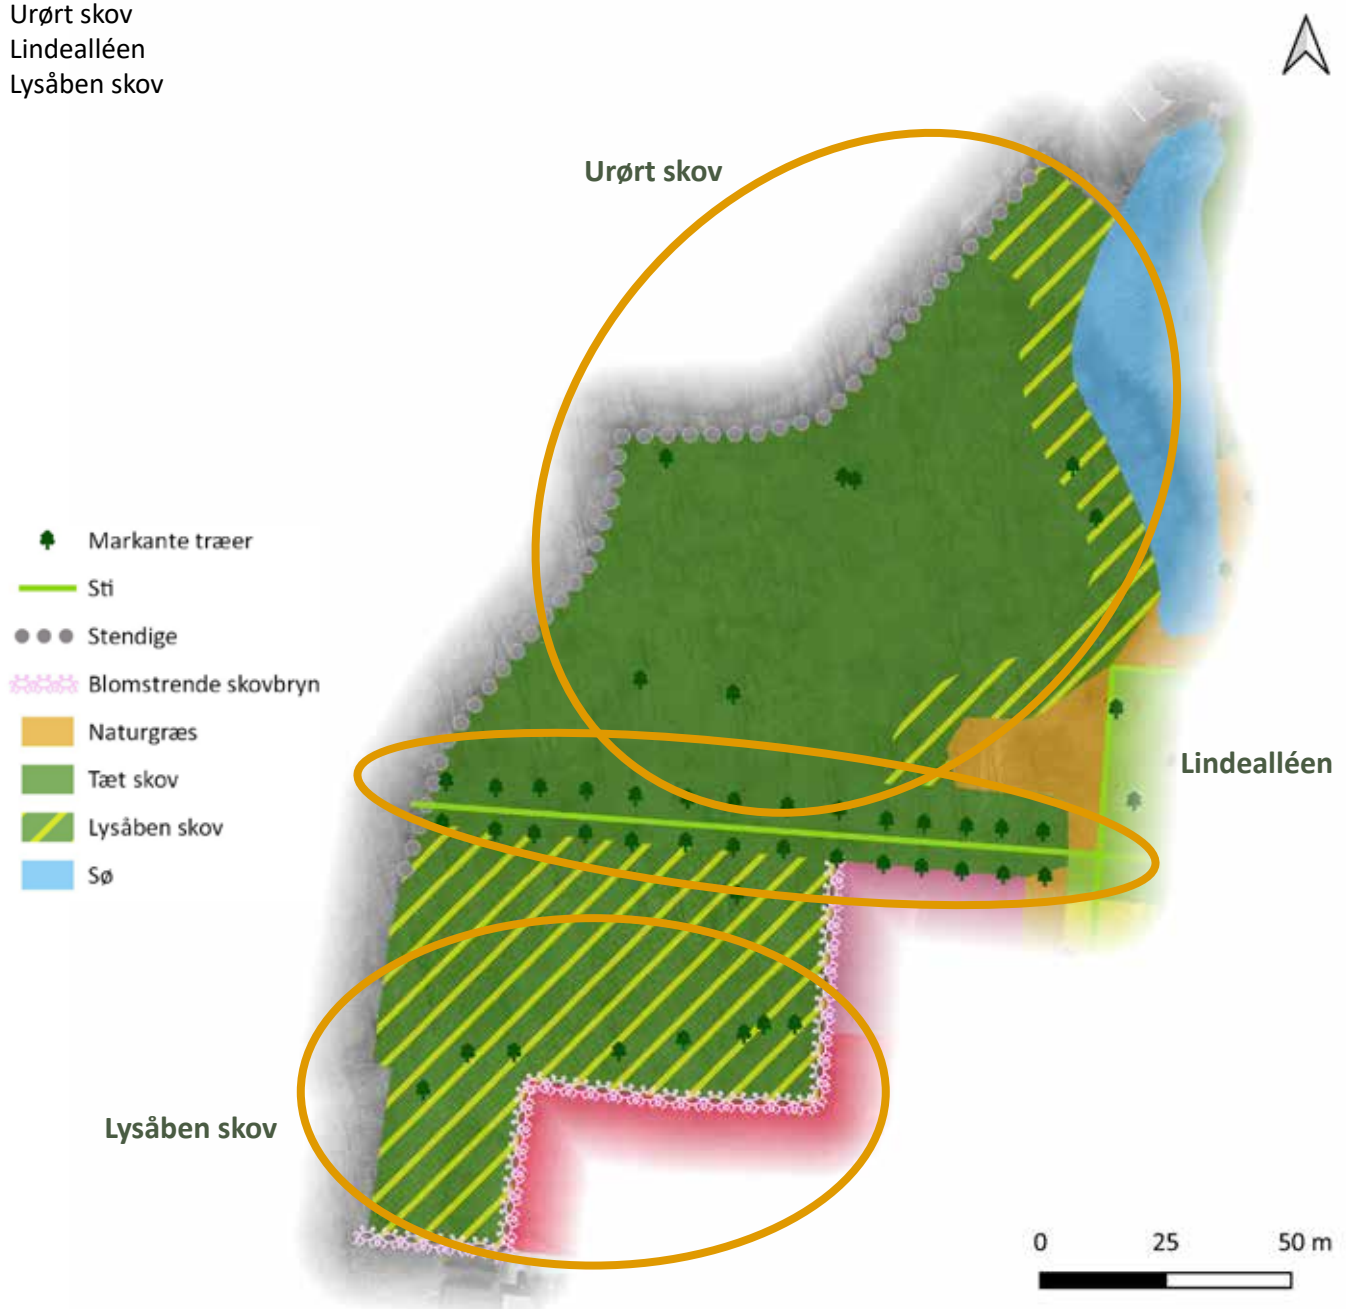 Urørt skov
Lindealléen
Lysåben skov
Urørt skov
Markante træer
Sti
Stendige
Blomstrende skovbryn
Naturgræs
Tæt skov
Lysåben skov
Sø
Lindealléen
Lysåben skov
0 25 50 m